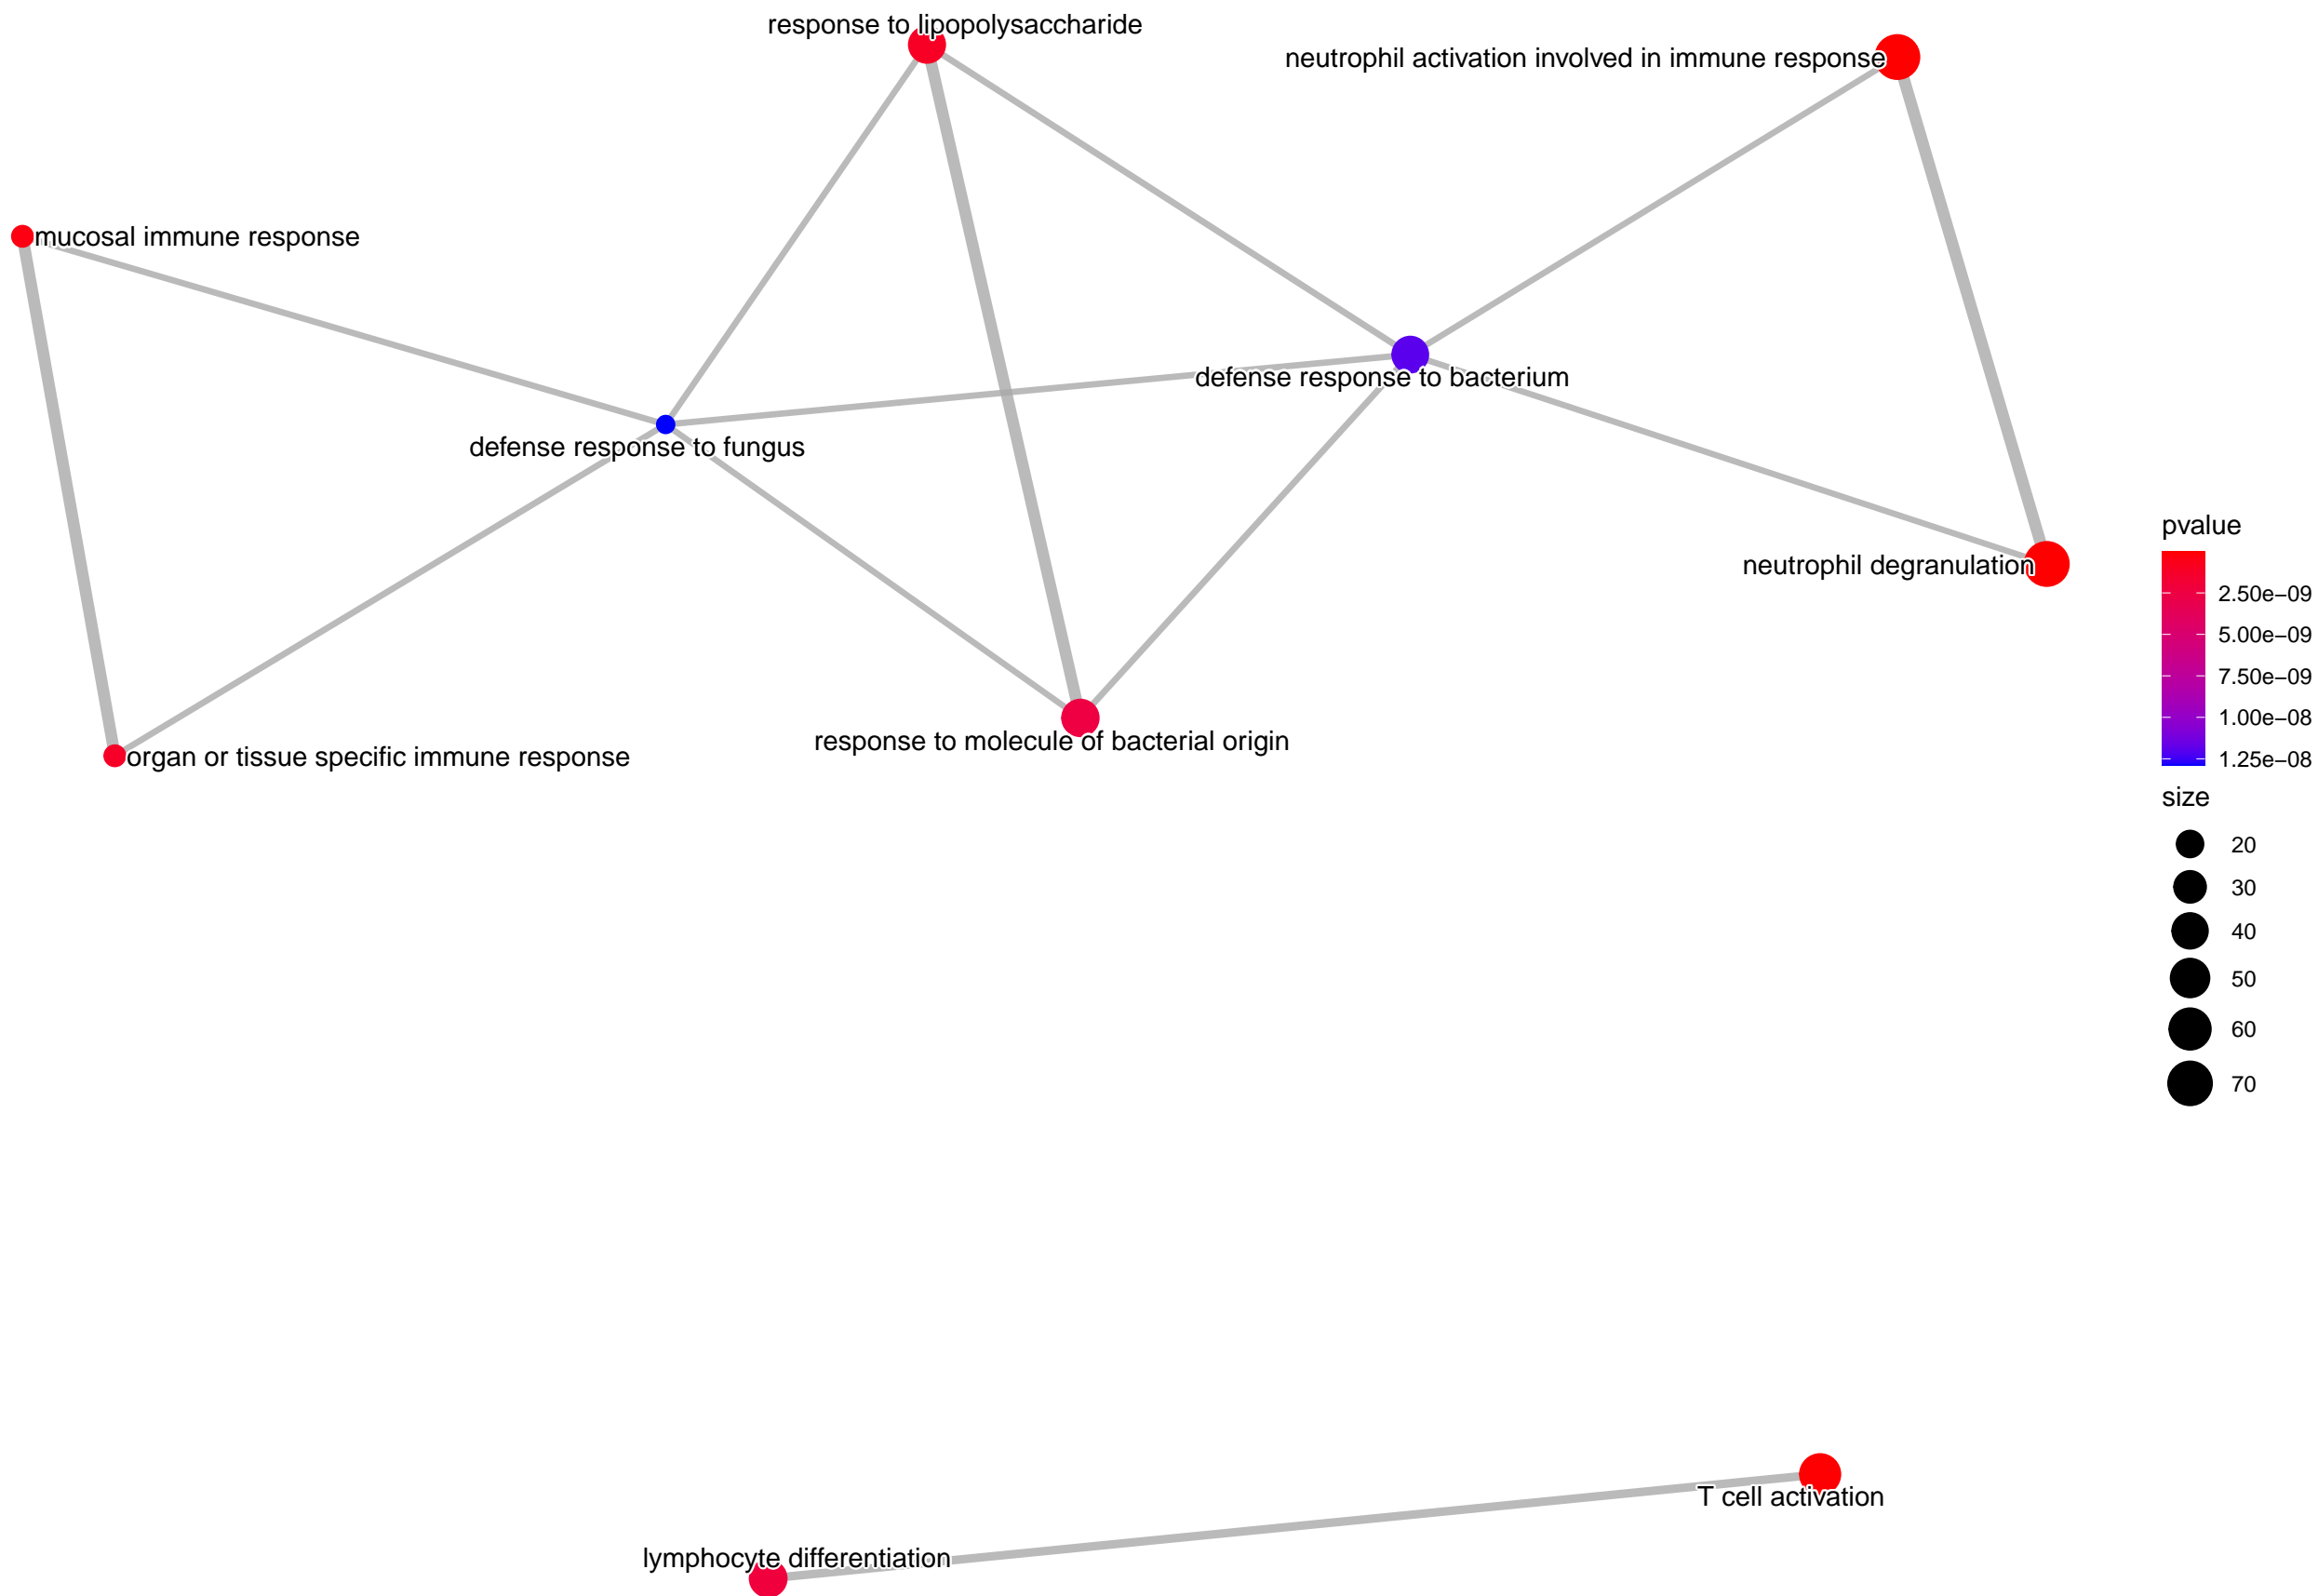 response to lipopolysaccharide
neutrophil activation involved in immune response
mucosal immune response
defense response to bacterium
defense response to fungus
neutrophil degranulation
response to molecule of bacterial origin
organ or tissue specific immune response
pvalue
2.50e−09
5.00e−09
7.50e−09
1.00e−08
1.25e−08
size
20
30
40
50
60
70
T cell activation
lymphocyte differentiation